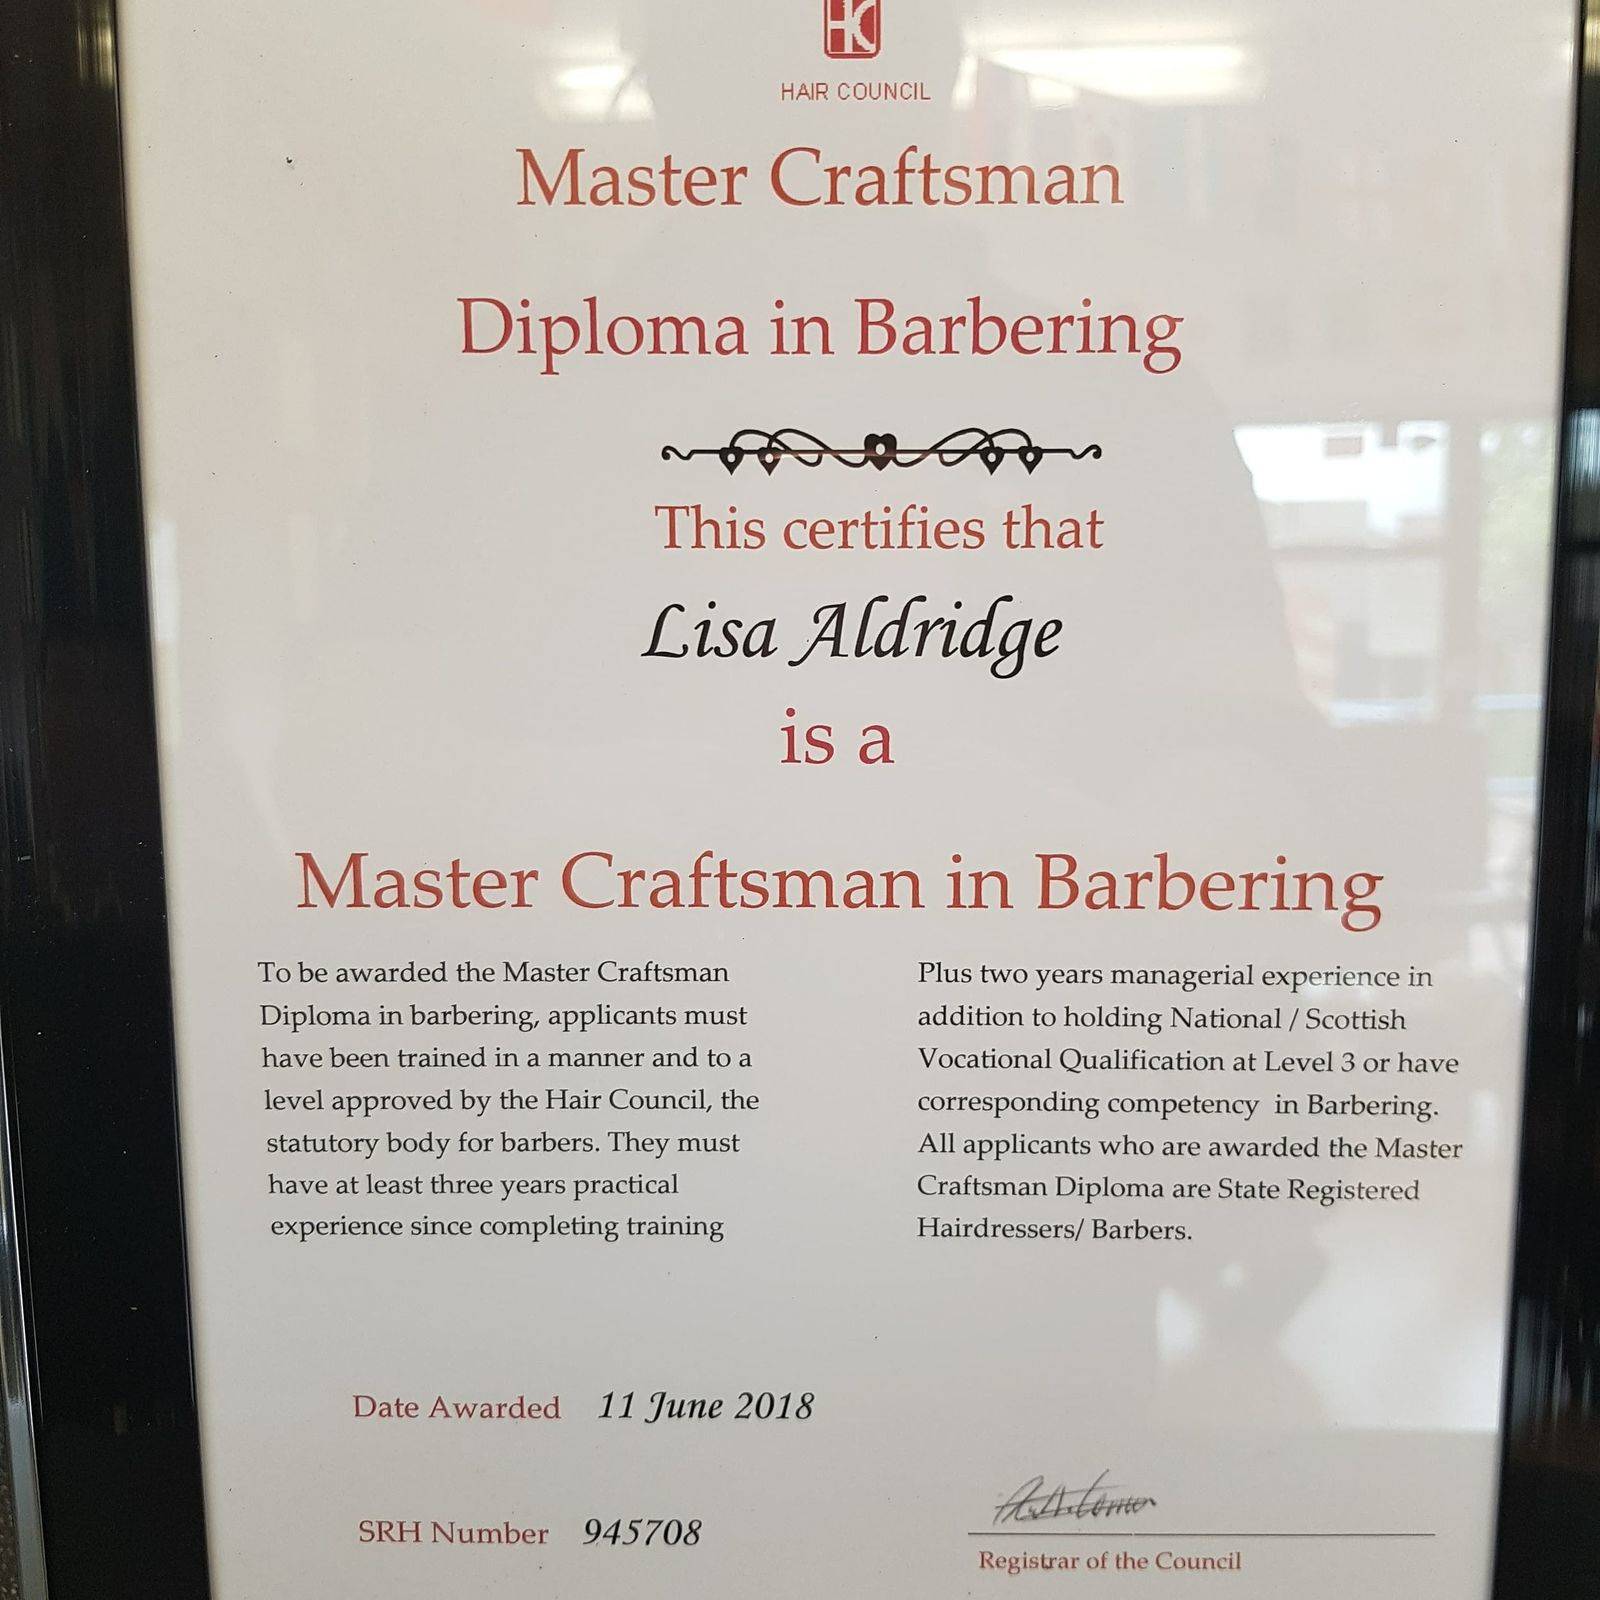 HC
HAIR COUNCIL
Master Craftsman
Diploma in Barbering
This certifies that
Lisa Aldridge
is a
Master Craftsman in Barbering
To be awarded the Master Craftsman
Diploma in barbering, applicants must
have been trained in a manner and to a
level approved by the Hair Council, the
statutory body for barbers. They must
have at least three years practical
experience since completing training
Plus two years managerial experience in
addition to holding National / Scottish
Vocational Qualification at Level 3 or have
corresponding competency in Barbering.
All applicants who are awarded the Master
Craftsman Diploma are State Registered
Hairdressers/ Barbers.
Date Awarded 11 June 2018
SRH Number 945708
Registrar of the Council